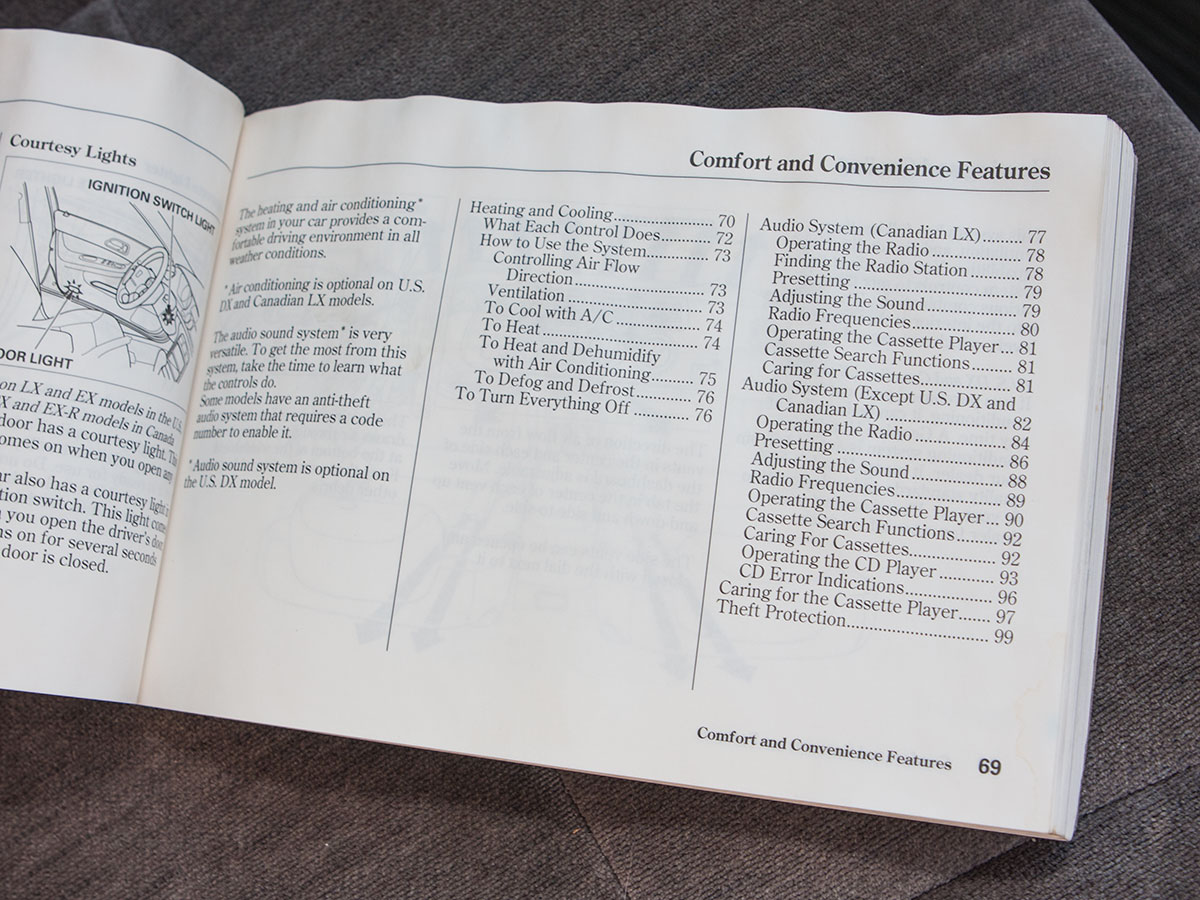 Courtesy Lights
IGNITION SWITCH LIGHT
OOR LIGHT
on LX and EX models in the U.S.
X and EX-R models in Canada
door has a courtesy light.
omes on when you open any
ar also has a courtesy light
tion switch. This light comes
you open the driver's door
ns on for several seconds
door is closed.
Comfort and Convenience Features
The heating and air conditioning*
system in your car provides a com-
fortable driving environment in all
weather conditions.
*Air conditioning is optional on U.S.
DX and Canadian LX models.
The audio sound system* is very
versatile. To get the most from this
system, take the time to learn what
the controls do.
Some models have an anti-theft
audio system that requires a code
number to enable it.
*Audio sound system is optional on
the U.S. DX model.
Heating and Cooling.......................... 70
What Each Control Does............ 72
How to Use the System................. 73
Controlling Air Flow
Direction................................... 73
Ventilation .................................... 73
To Cool with A/C ........................ 74
To Heat......................................... 74
To Heat and Dehumidify
with Air Conditioning.......... 75
To Defog and Defrost................... 76
To Turn Everything Off .............. 76
Audio System (Canadian LX)......... 77
Operating the Radio ..................... 78
Finding the Radio Station ........... 78
Presetting ..................................... 79
Adjusting the Sound..................... 79
Radio Frequencies........................ 80
Operating the Cassette Player... 81
Cassette Search Functions......... 81
Caring for Cassettes..................... 81
Audio System (Except U.S. DX and
Canadian LX) .......................... 82
Operating the Radio .................... 84
Presetting ..................................... 86
Adjusting the Sound..................... 88
Radio Frequencies........................ 89
Operating the Cassette Player... 90
Cassette Search Functions......... 92
Caring For Cassettes..................... 92
Operating the CD Player ............ 93
CD Error Indications................... 96
Caring for the Cassette Player....... 97
Theft Protection................................ 99
Comfort and Convenience Features 69